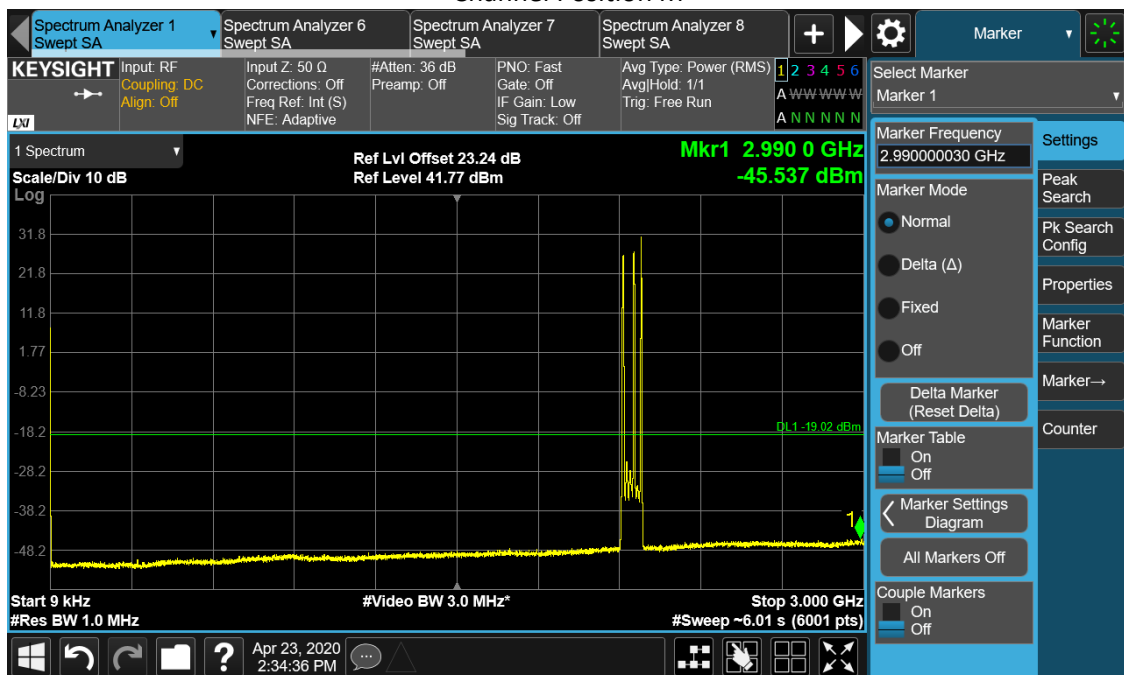 Spectrum Analyzer 1
Swept SA
Spectrum Analyzer 6
Swept SA
Spectrum Analyzer 7
Swept SA
Spectrum Analyzer 8
Swept SA
+
Marker
KEYSIGHT
LXI
Input: RF
Coupling: DC
Align: Off
Input Z: 50 Ω
Corrections: Off
Freq Ref: Int (S)
NFE: Adaptive
#Atten: 36 dB
Preamp: Off
PNO: Fast
Gate: Off
IF Gain: Low
Sig Track: Off
Avg Type: Power (RMS)
Avg|Hold: 1/1
Trig: Free Run
1 2 3 4 5 6
A W W W W W
A N N N N N
1 Spectrum
Scale/Div 10 dB
Log
Ref Lvl Offset 23.24 dB
Ref Level 41.77 dBm
Mkr1 2.990 0 GHz
-45.537 dBm
31.8
21.8
11.8
1.77
-8.23
-18.2
-28.2
-38.2
-48.2
DL1 -19.02 dBm
1
Start 9 kHz
#Res BW 1.0 MHz
#Video BW 3.0 MHz*
Stop 3.000 GHz
#Sweep ~6.01 s (6001 pts)
Select Marker
Marker 1
Marker Frequency
2.990000030 GHz
Marker Mode
Normal
Delta (Δ)
Fixed
Off
Delta Marker
(Reset Delta)
Marker Table
On
Off
Marker Settings
Diagram
All Markers Off
Couple Markers
On
Off
Settings
Peak
Search
Pk Search
Config
Properties
Marker
Function
Marker→
Counter
?
Apr 23, 2020
2:34:36 PM